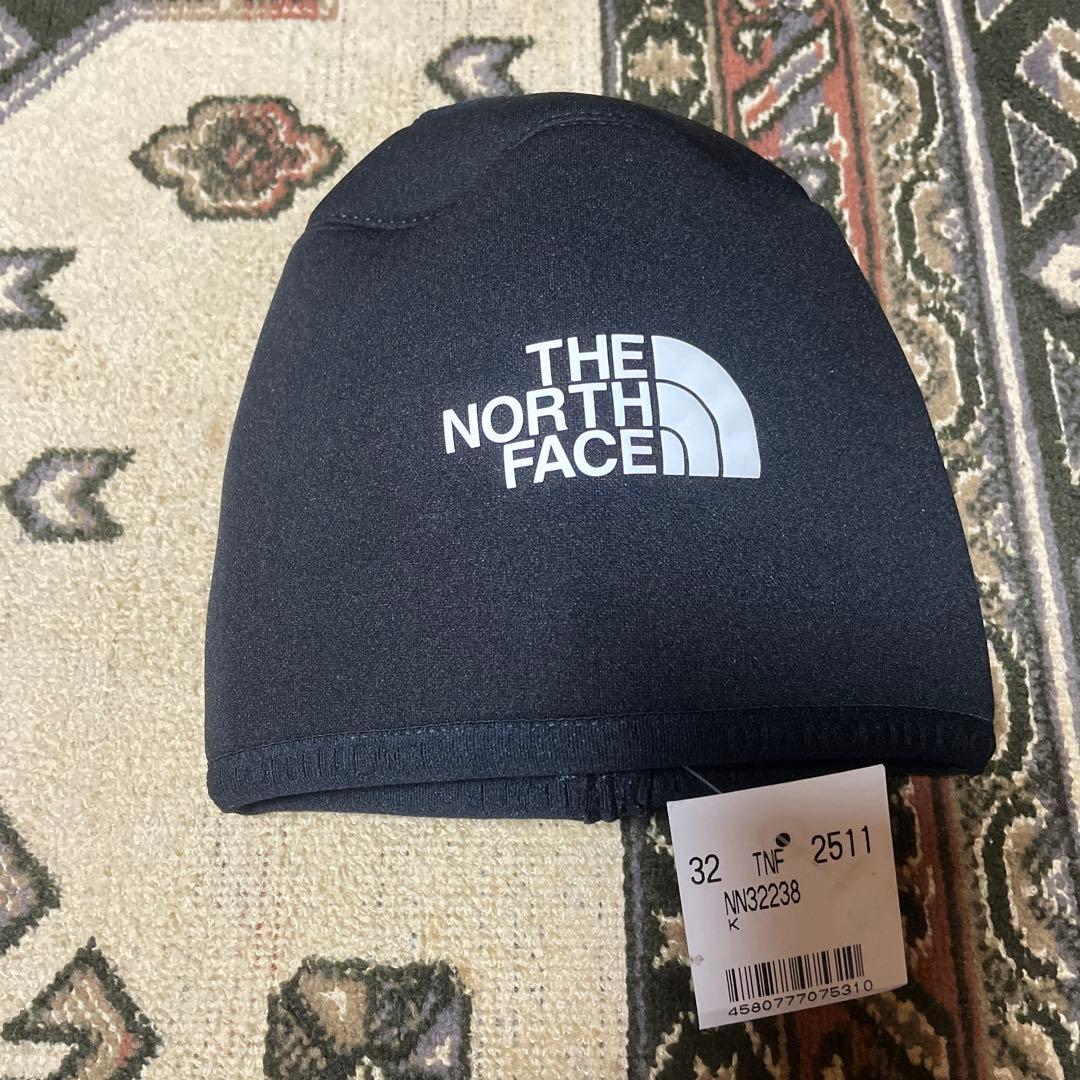 THE
NORTH
FACE
32 TNF 2511
NN32238
K
4580777075310